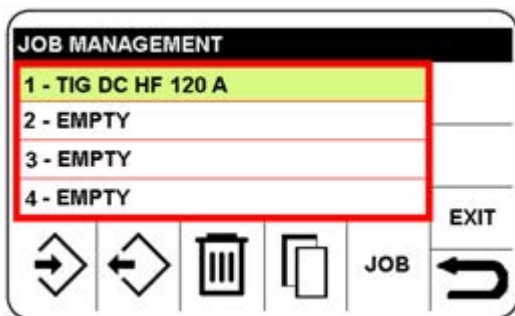 JOB MANAGEMENT
1 - TIG DC HF 120 A
2 - EMPTY
3 - EMPTY
4 - EMPTY
EXIT
JOB